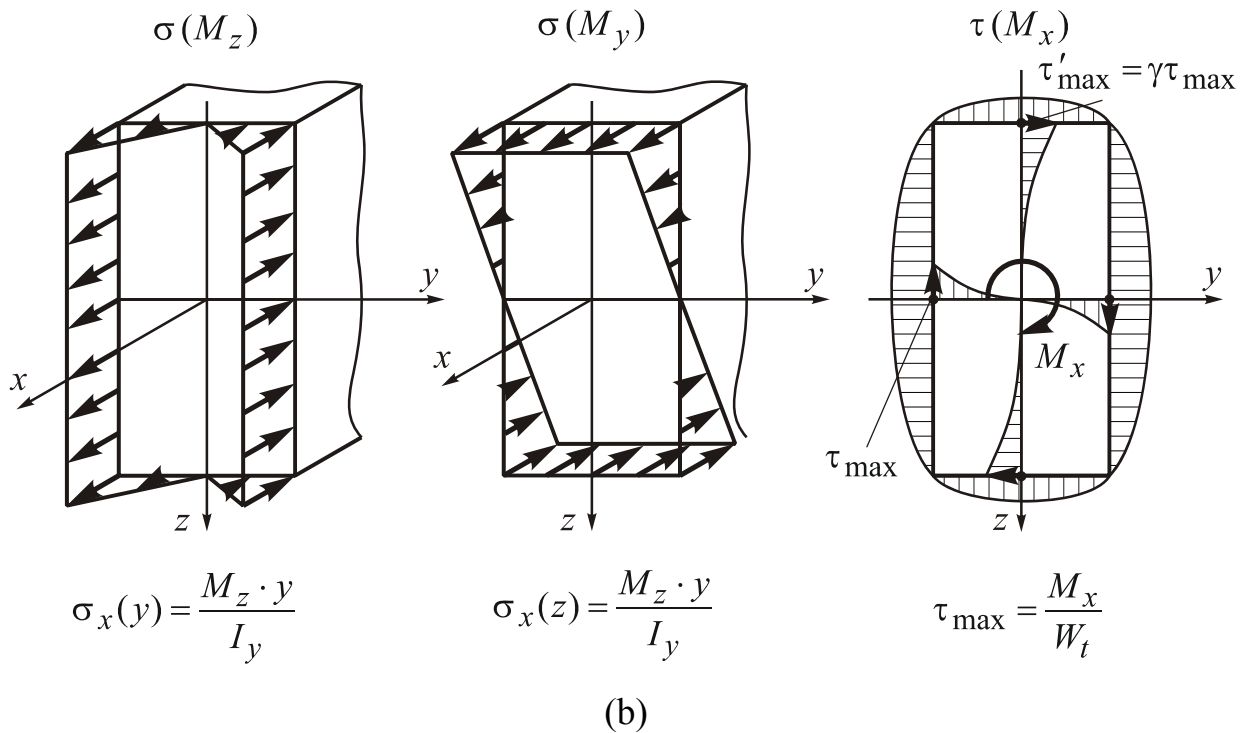 σ(M_z) σ(M_y) τ(M_x)
τ′_max = γτ_max
y y y
x x M_x
τ_max
z z z
σ_x(y) = M_z · y / I_y σ_x(z) = M_z · y / I_y τ_max = M_x / W_t
(b)